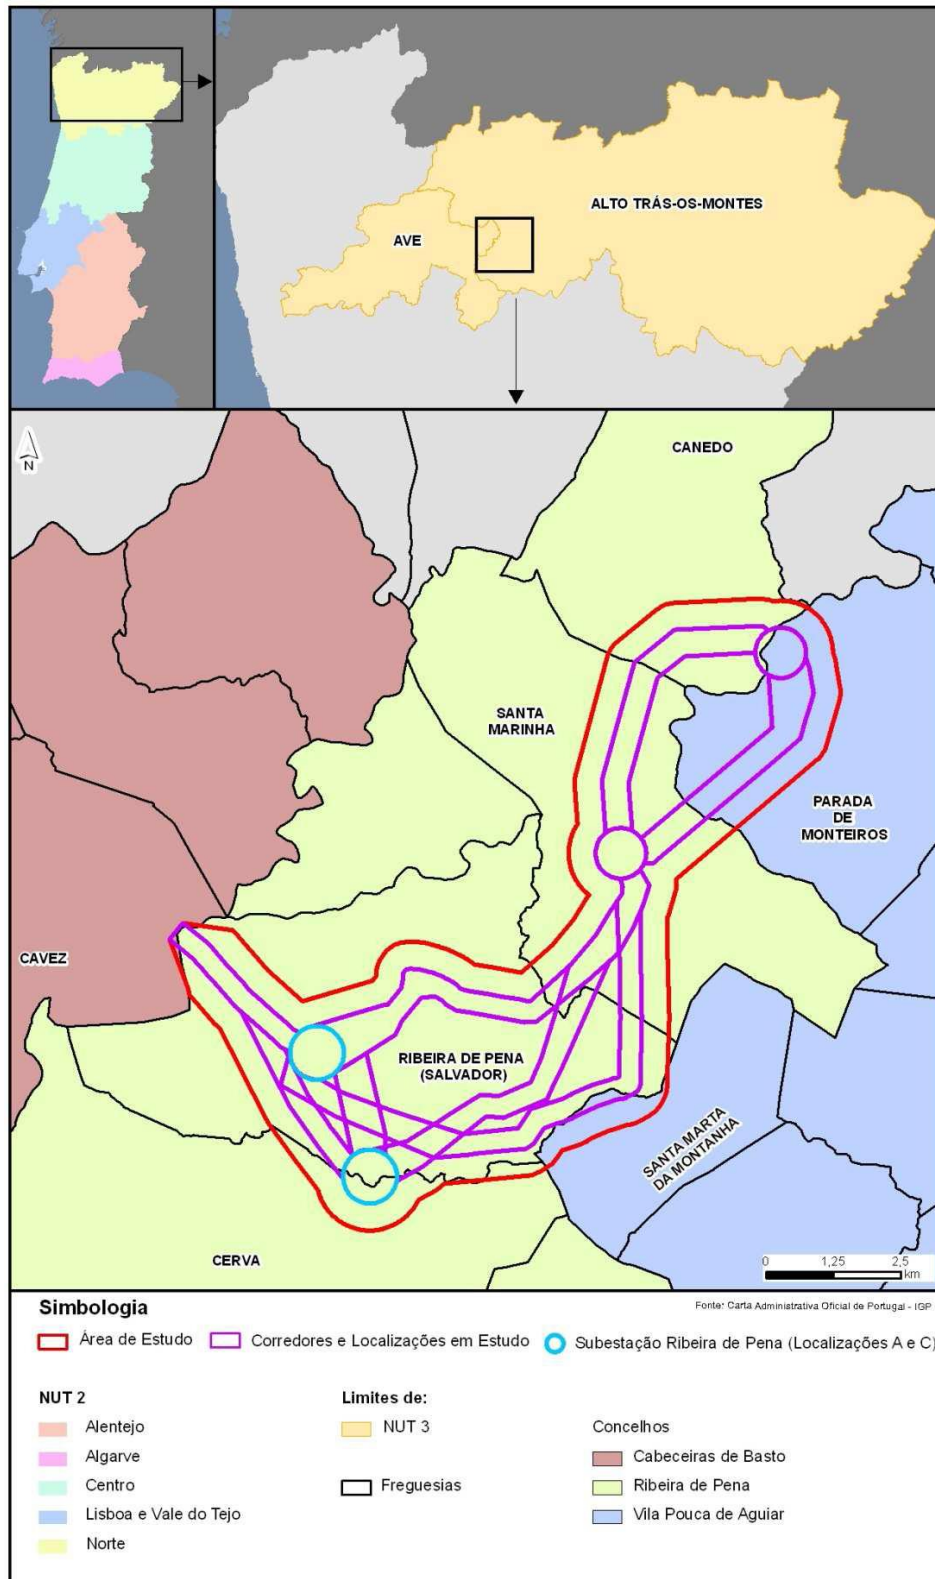 ALTO TRÁS-OS-MONTES
AVE
N
CANEDO
SANTA
MARINHA
PARADA
DE
MONTEIROS
CAVEZ
RIBEIRA DE PENA
(SALVADOR)
SANTA MARTA
DA MONTANHA
CERVA
0 1,25 2,5
km
Simbologia
Fonte: Carta Administrativa Oficial de Portugal - IGP
Área de Estudo
Corredores e Localizações em Estudo
Subestação Ribeira de Pena (Localizações A e C)
NUT 2
Alentejo
Algarve
Centro
Lisboa e Vale do Tejo
Norte
Limites de:
NUT 3
Freguesias
Concelhos
Cabeceiras de Basto
Ribeira de Pena
Vila Pouca de Aguiar